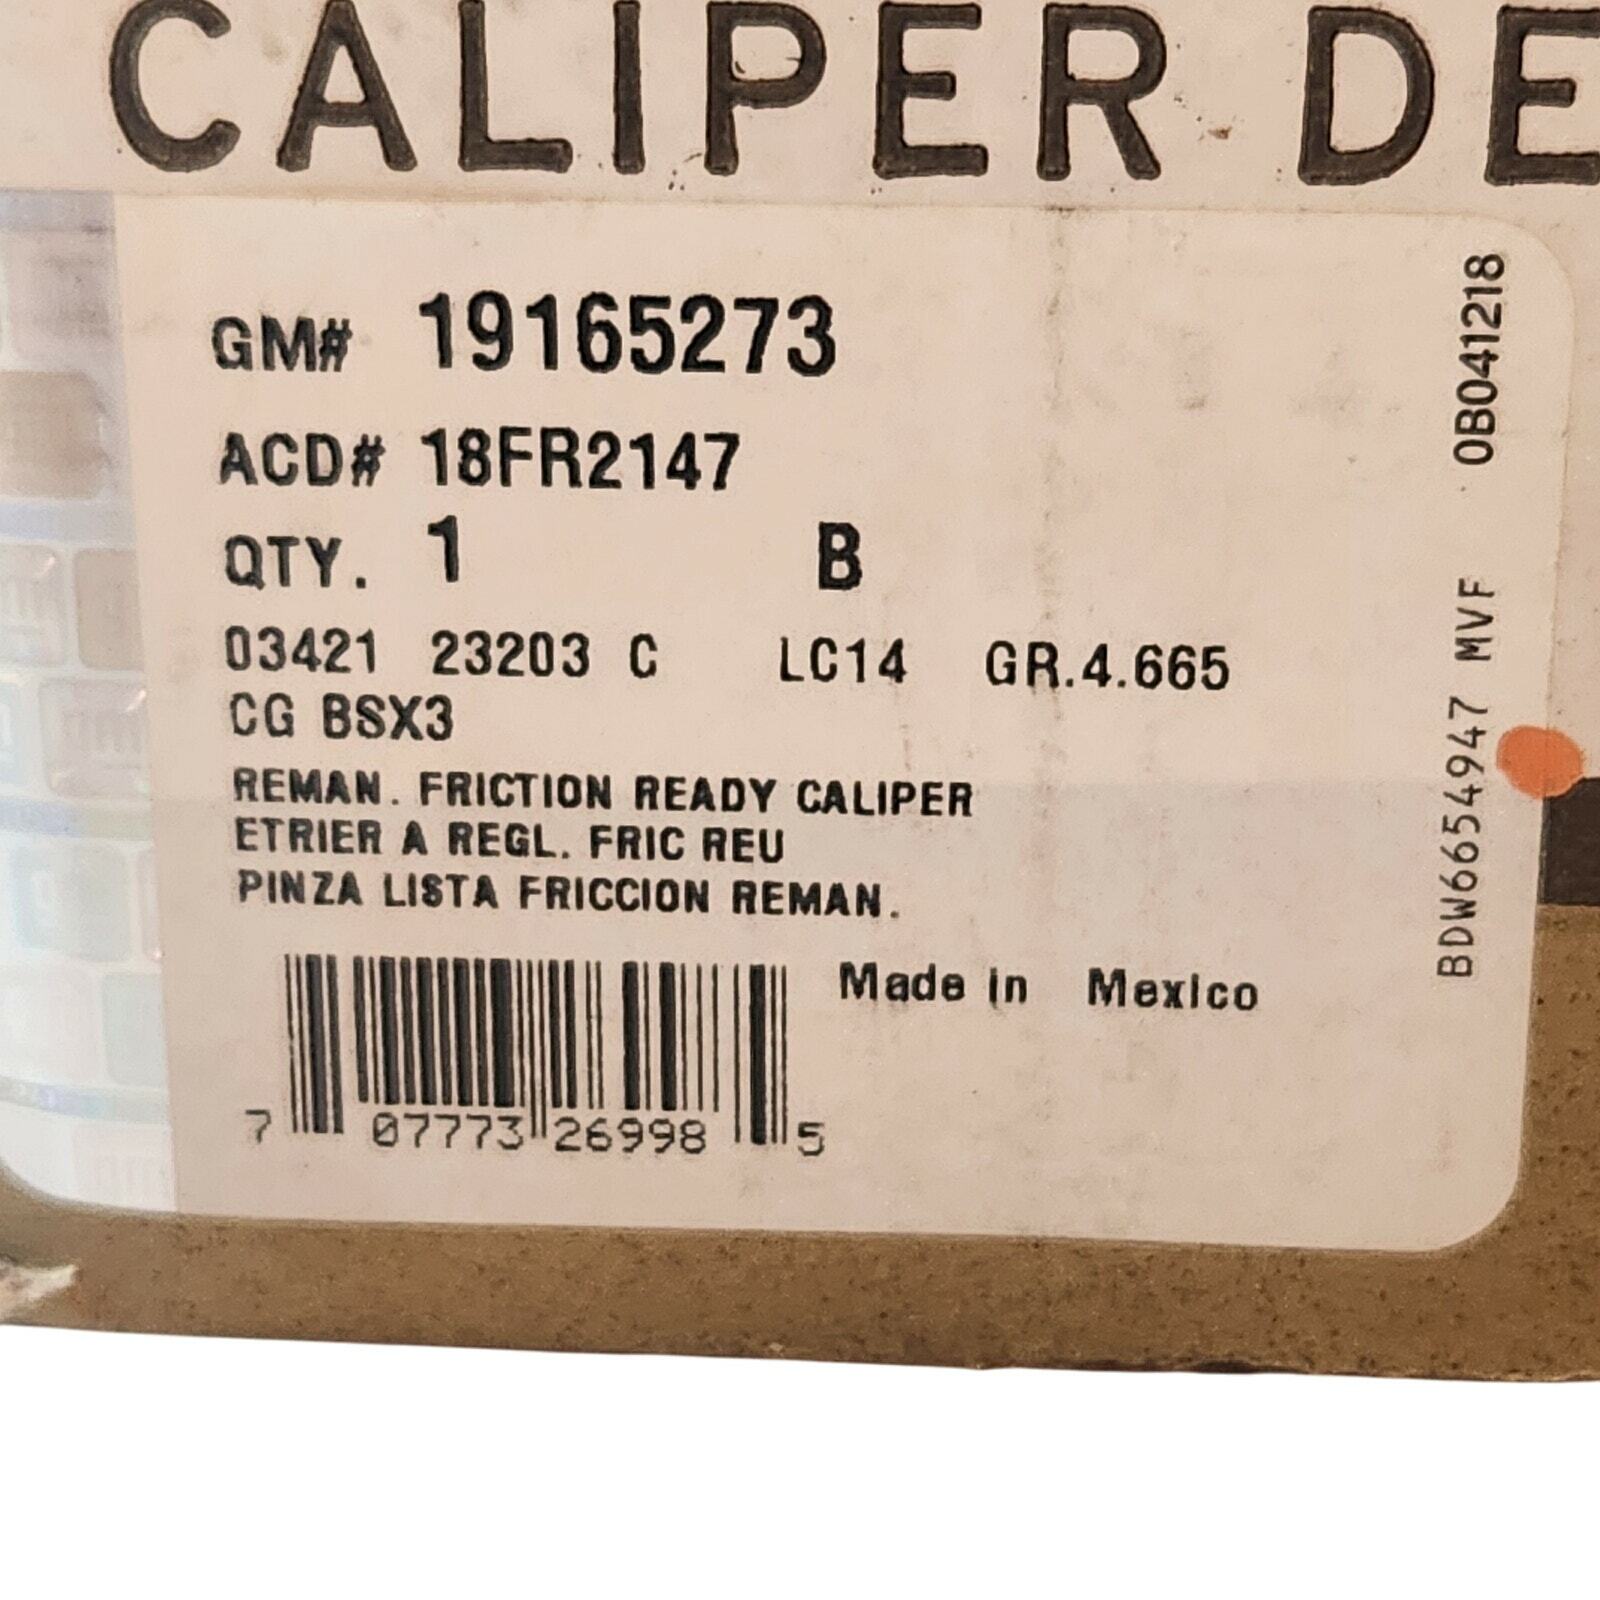 CALIPER DE
GM# 19165273
ACD# 18FR2147
QTY. 1 B
03421 23203 C LC14 GR.4.665
CG BSX3
REMAN. FRICTION READY CALIPER
ETRIER A REGL. FRIC REU
PINZA LISTA FRICCION REMAN.
Made in Mexico
7 07773 26998 5
BDW6654947 MVF 0B041218